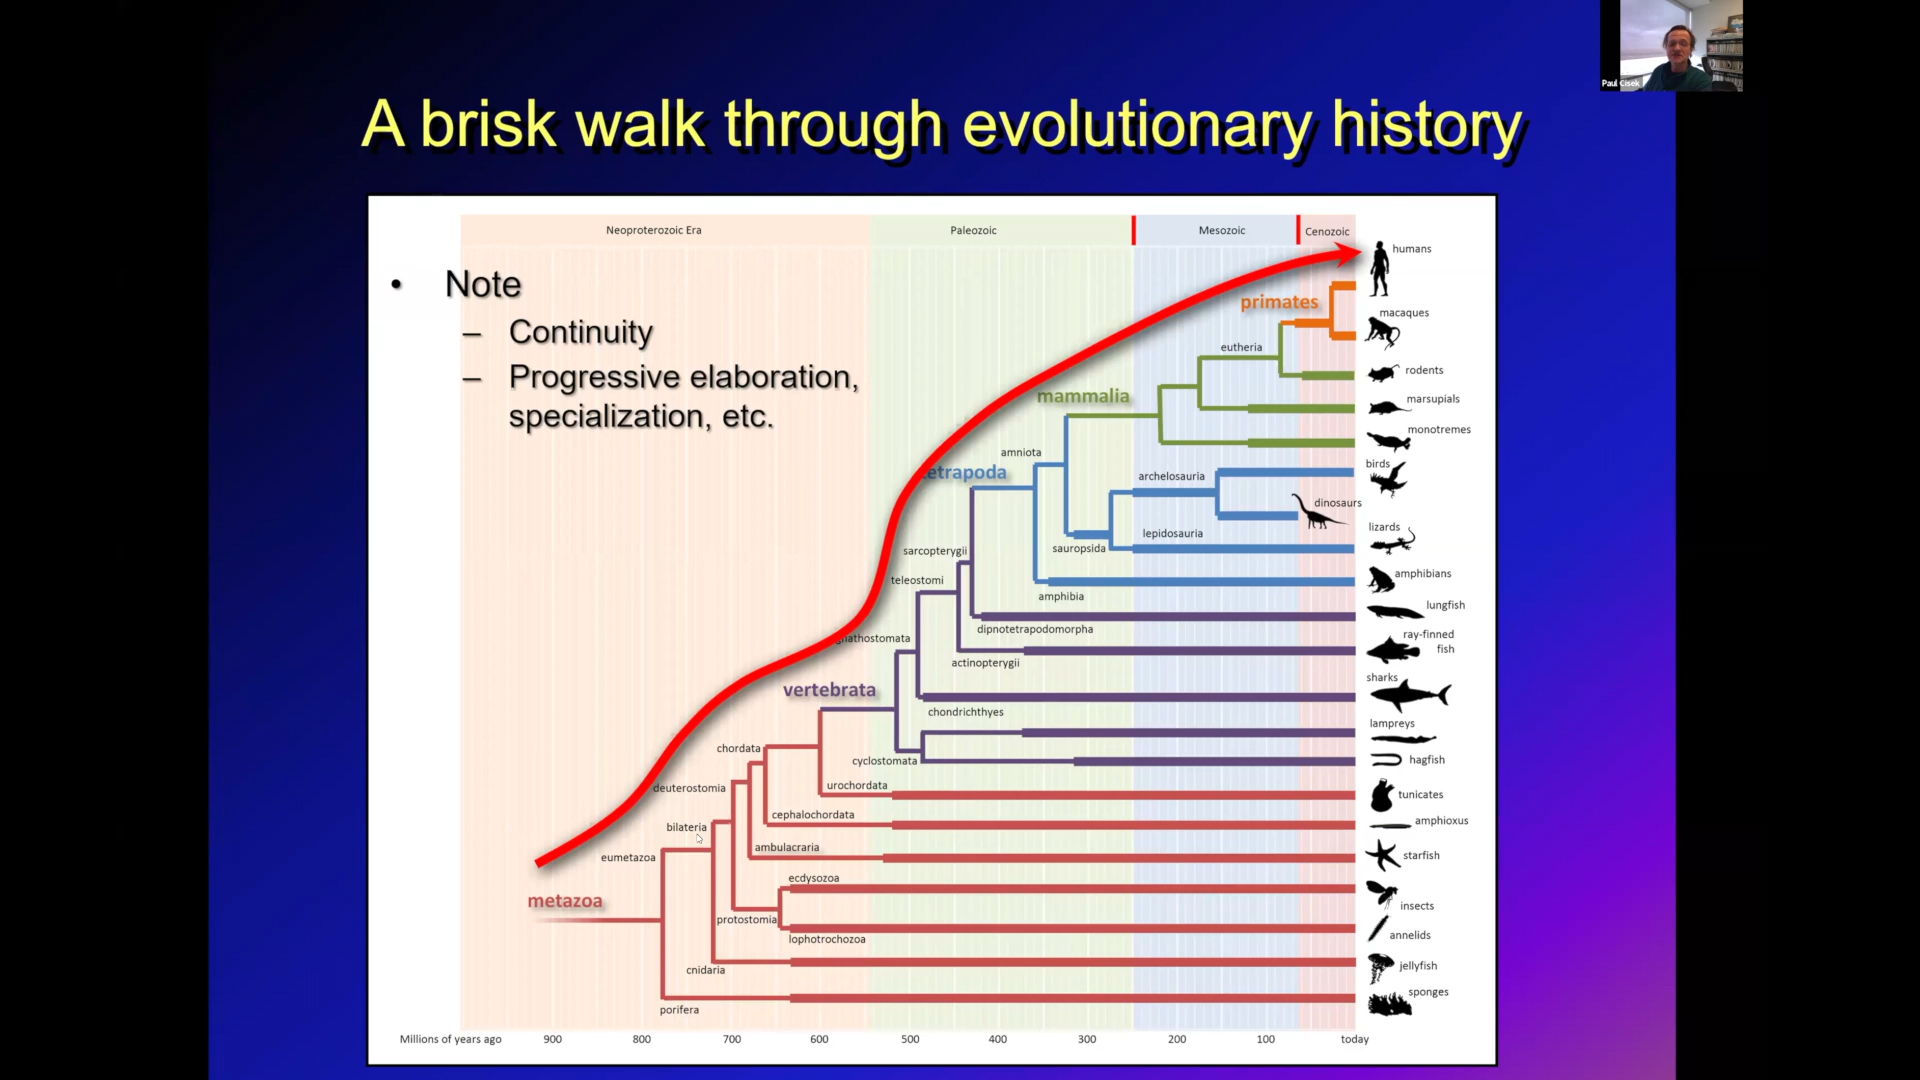 Paul Cisek
A brisk walk through evolutionary history
Neoproterozoic Era
Paleozoic
Mesozoic
Cenozoic
• Note
– Continuity
– Progressive elaboration,
specialization, etc.
humans
primates
macaques
eutheria
rodents
mammalia
marsupials
monotremes
amniota
birds
etrapoda
archelosauria
dinosaurs
lizards
lepidosauria
sauropsida
sarcopterygii
teleostomi
amphibians
amphibia
lungfish
dipnotetrapodomorpha
gnathostomata
ray-finned
fish
actinopterygii
sharks
vertebrata
chondrichthyes
lampreys
chordata
cyclostomata
hagfish
deuterostomia
urochordata
tunicates
cephalochordata
amphioxus
bilateria
ambulacraria
starfish
eumetazoa
ecdysozoa
metazoa
insects
protostomia
lophotrochozoa
annelids
cnidaria
jellyfish
sponges
porifera
Millions of years ago 900 800 700 600 500 400 300 200 100 today